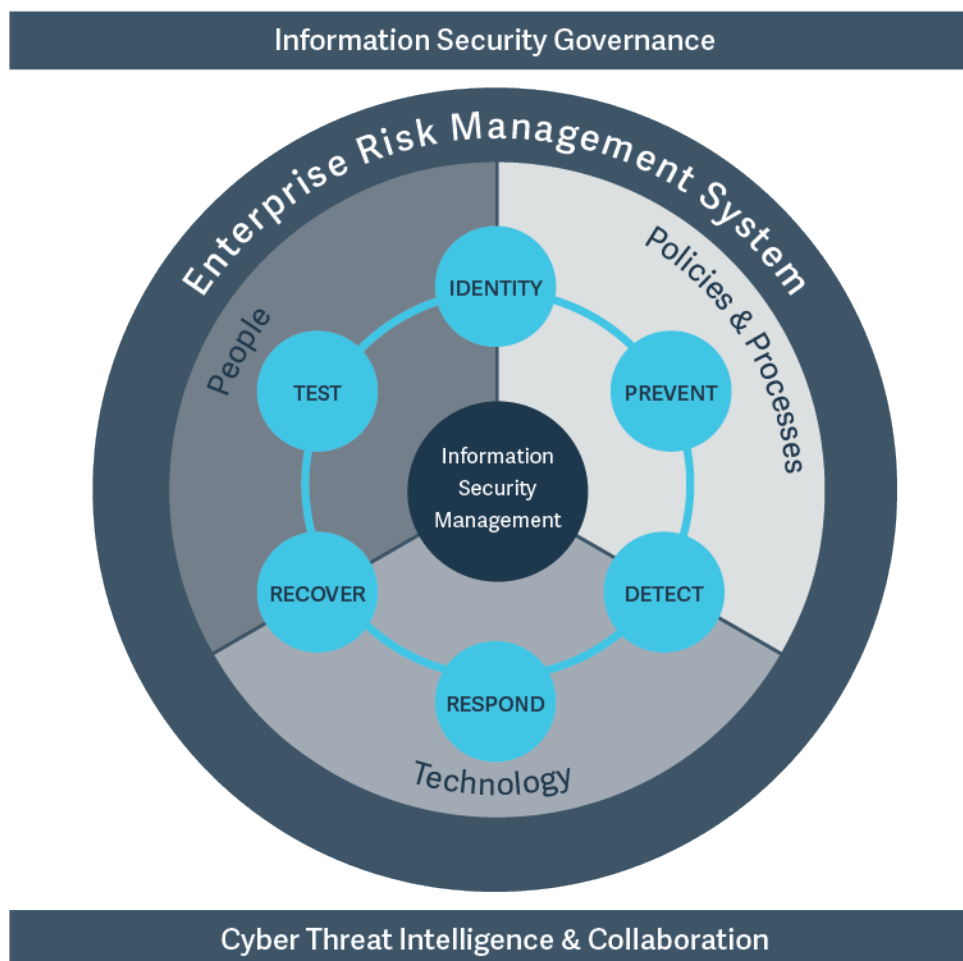 Information Security Governance
Enterprise Risk Management System
People
Policies & Processes
IDENTITY
TEST
PREVENT
Information
Security
Management
RECOVER
DETECT
RESPOND
Technology
Cyber Threat Intelligence & Collaboration